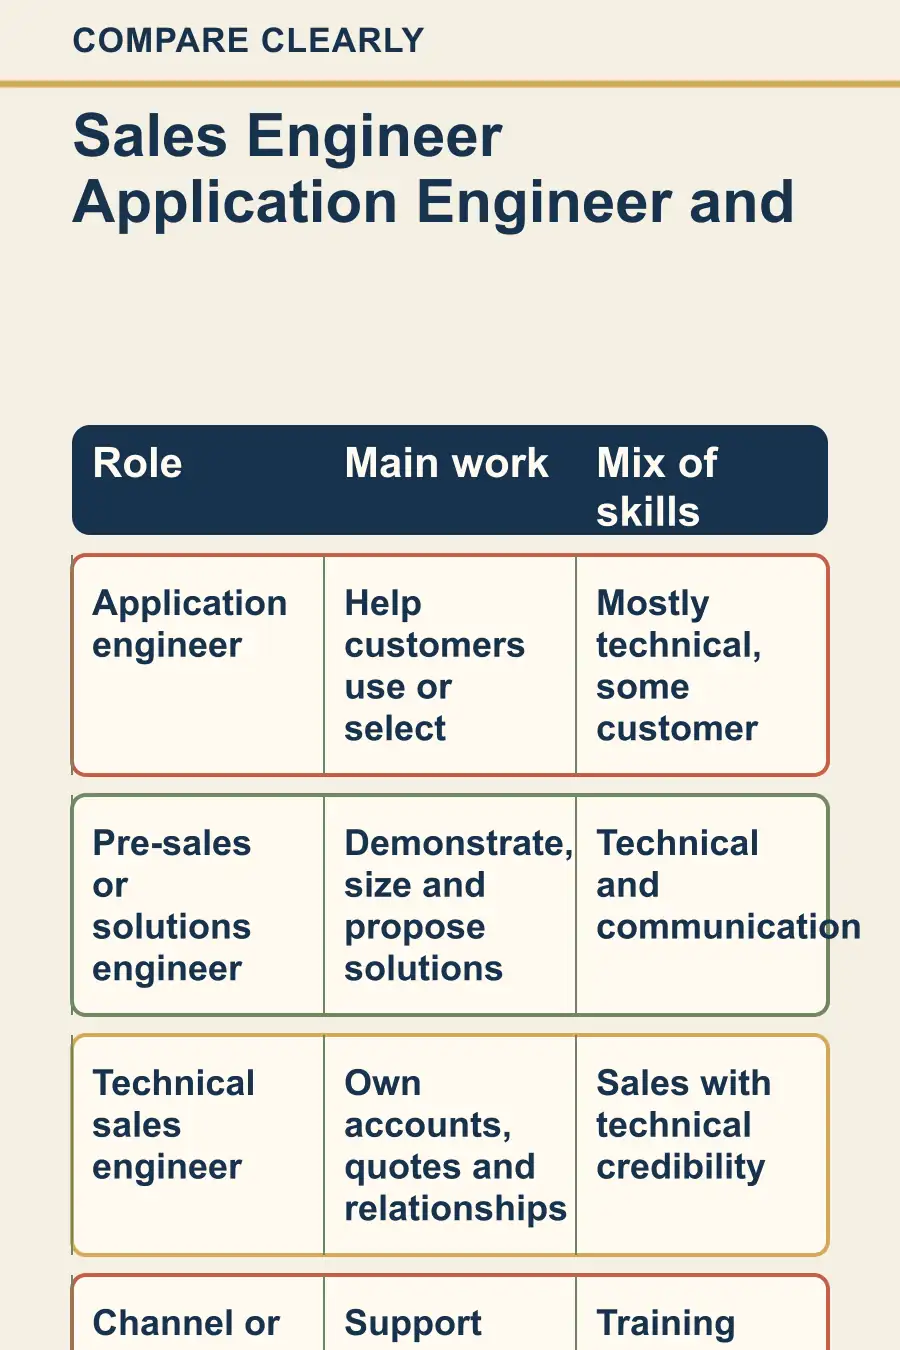 COMPARE CLEARLY
Sales Engineer
Application Engineer and
Role
Main work
Mix of
skills
Application
engineer
Help
customers
use or
select
Mostly
technical,
some
customer
Pre-sales
or
solutions
engineer
Demonstrate,
size and
propose
solutions
Technical
and
communication
Technical
sales
engineer
Own
accounts,
quotes and
relationships
Sales with
technical
credibility
Channel or
Support
Training